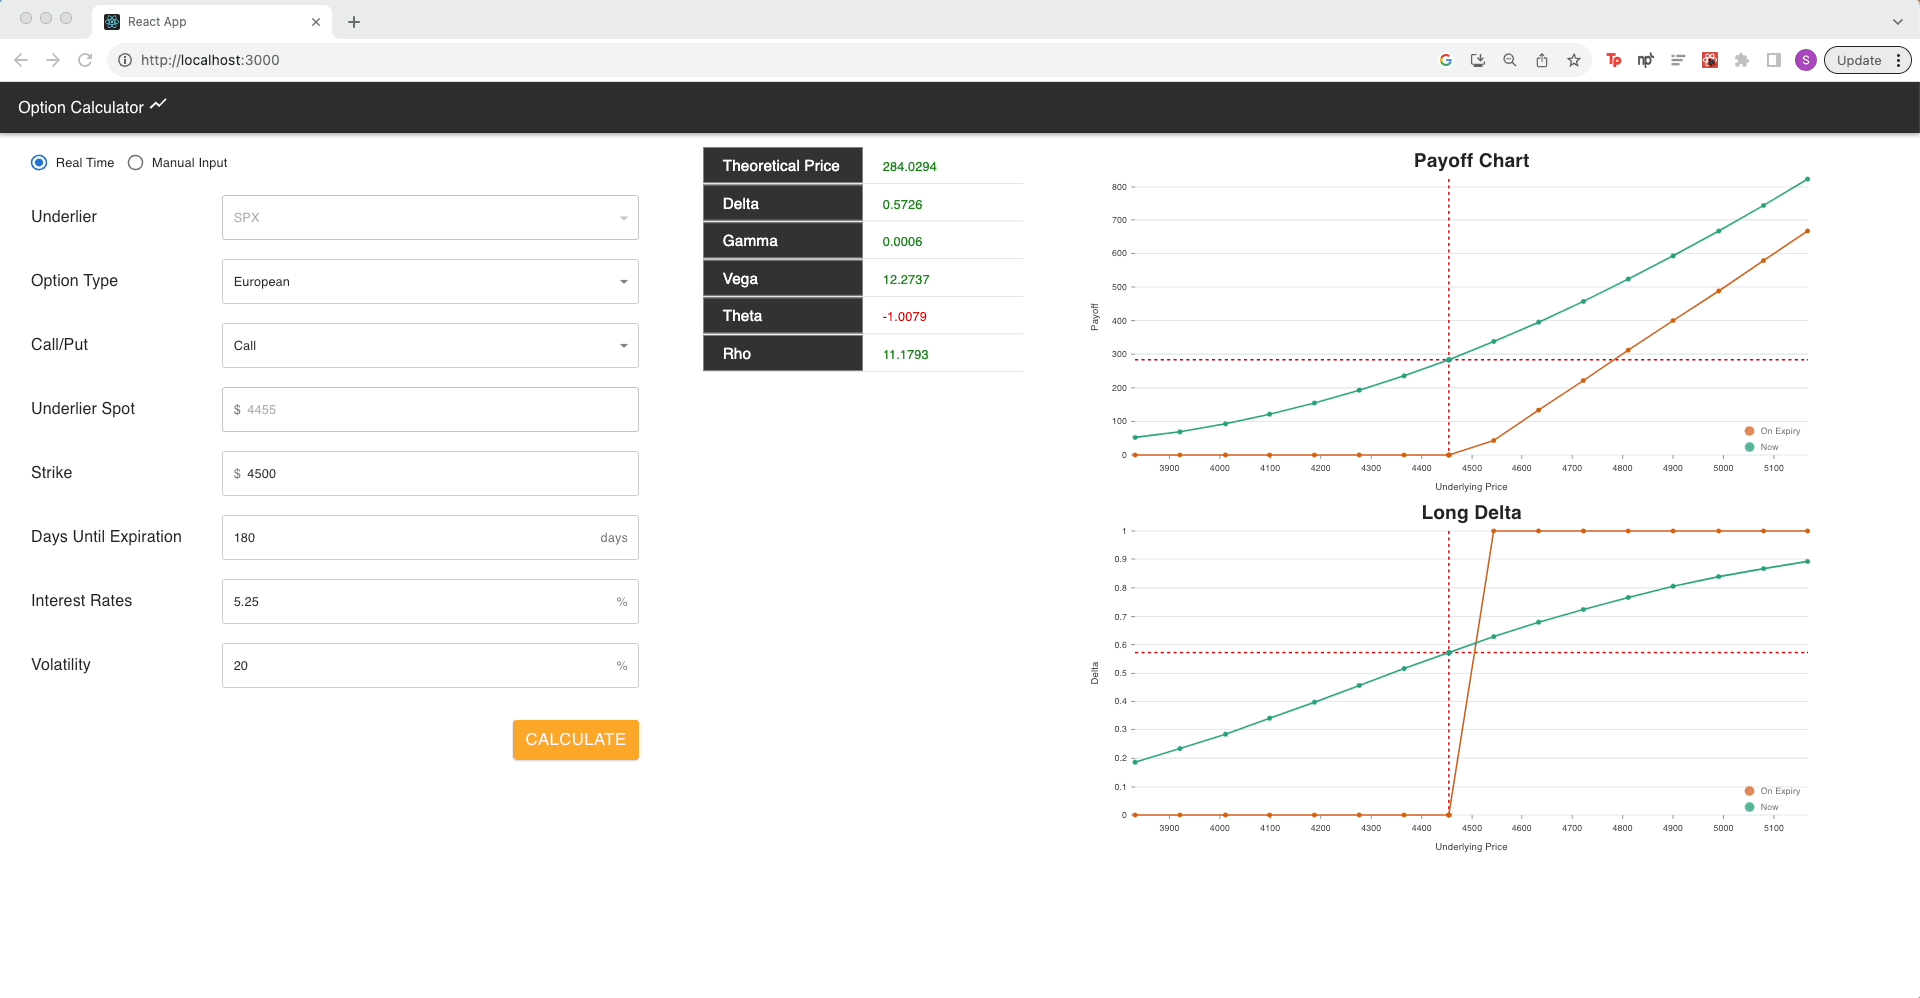 React App
http://localhost:3000
Update
S
Option Calculator
Real Time Manual Input
Underlier SPX
Option Type European
Call/Put Call
Underlier Spot $ 4455
Strike $ 4500
Days Until Expiration 180 days
Interest Rates 5.25 %
Volatility 20 %
CALCULATE
Theoretical Price 284.0294
Delta 0.5726
Gamma 0.0006
Vega 12.2737
Theta -1.0079
Rho 11.1793
Payoff Chart
800
700
600
500
400
300
200
100
0
Payoff
3900 4000 4100 4200 4300 4400 4500 4600 4700 4800 4900 5000 5100
Underlying Price
On Expiry
Now
Long Delta
1
0.9
0.8
0.7
0.6
0.5
0.4
0.3
0.2
0.1
0
Delta
3900 4000 4100 4200 4300 4400 4500 4600 4700 4800 4900 5000 5100
Underlying Price
On Expiry
Now